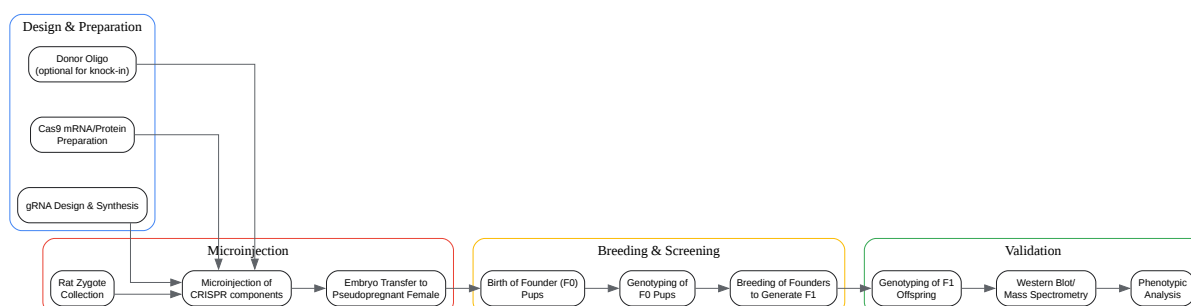 Design & Preparation
Donor Oligo
(optional for knock-in)
Cas9 mRNA/Protein
Preparation
gRNA Design & Synthesis
Microinjection
Rat Zygote
Collection
Microinjection of
CRISPR components
Embryo Transfer to
Pseudopregnant Female
Breeding & Screening
Birth of Founder (F0)
Pups
Genotyping of
F0 Pups
Breeding of Founders
to Generate F1
Validation
Genotyping of F1
Offspring
Western Blot/
Mass Spectrometry
Phenotypic
Analysis